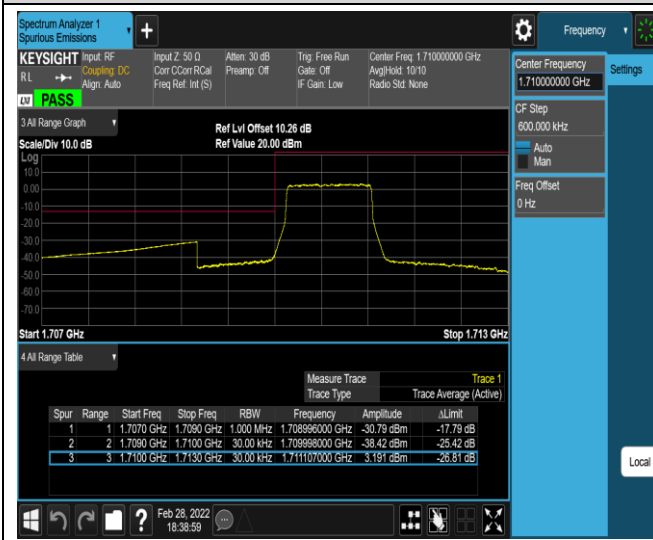 Spectrum Analyzer 1
Spurious Emissions
+
Frequency
KEYSIGHT
RL
Input: RF
Coupling: DC
Align: Auto
Input Z: 50 Ω
Corr CCorr RCal
Freq Ref: Int (S)
Atten: 30 dB
Preamp: Off
Trig: Free Run
Gate: Off
IF Gain: Low
Center Freq: 1.710000000 GHz
Avg|Hold: 10/10
Radio Std: None
LXI PASS
Center Frequency
1.710000000 GHz
Settings
CF Step
600.000 kHz
Auto
Man
Freq Offset
0 Hz
3 All Range Graph
Scale/Div 10.0 dB
Ref Lvl Offset 10.26 dB
Ref Value 20.00 dBm
Log
10.0
0.00
-10.0
-20.0
-30.0
-40.0
-50.0
-60.0
-70.0
Start 1.707 GHz Stop 1.713 GHz
4 All Range Table
Measure Trace Trace 1
Trace Type Trace Average (Active)
Spur Range Start Freq Stop Freq RBW Frequency Amplitude ΔLimit
1 1 1.7070 GHz 1.7090 GHz 1.000 MHz 1.708996000 GHz -30.79 dBm -17.79 dB
2 2 1.7090 GHz 1.7100 GHz 30.00 kHz 1.709998000 GHz -38.42 dBm -25.42 dB
3 3 1.7100 GHz 1.7130 GHz 30.00 kHz 1.711107000 GHz 3.191 dBm -26.81 dB
Local
?
Feb 28, 2022
18:38:59